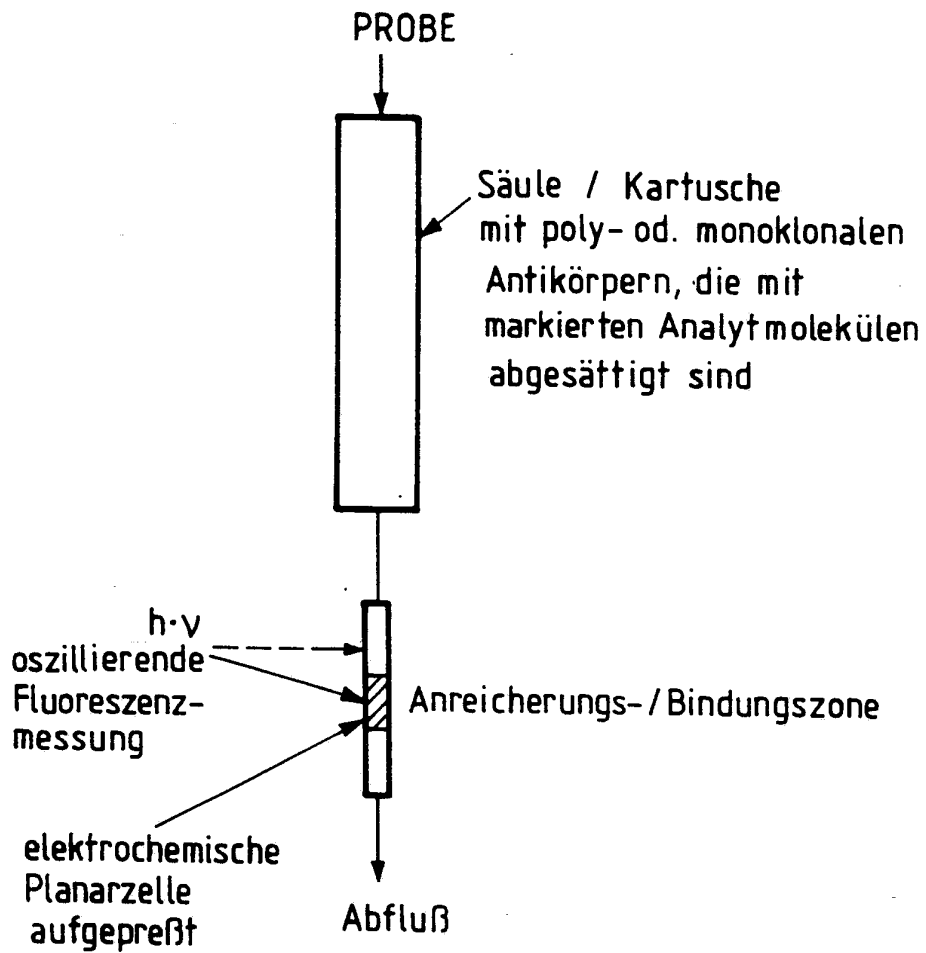 PROBE
Säule / Kartusche
mit poly- od. monoklonalen
Antikörpern, die mit
markierten Analytmolekülen
abgesättigt sind
h·ν
oszillierende
Fluoreszenz-
messung
Anreicherungs-/Bindungszone
elektrochemische
Planarzelle
aufgepreßt
Abfluß